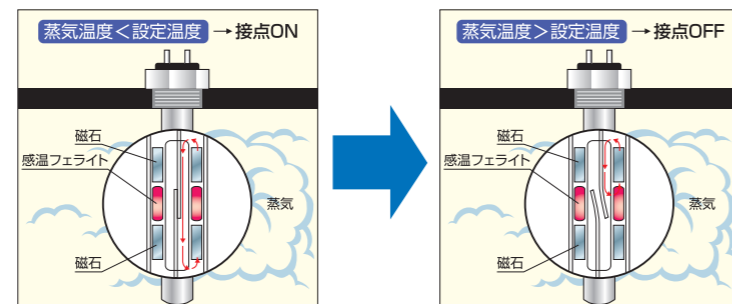 蒸気温度＜設定温度 → 接点ON
磁石
感温フェライト
蒸気
磁石
蒸気温度＞設定温度 → 接点OFF
磁石
感温フェライト
蒸気
磁石